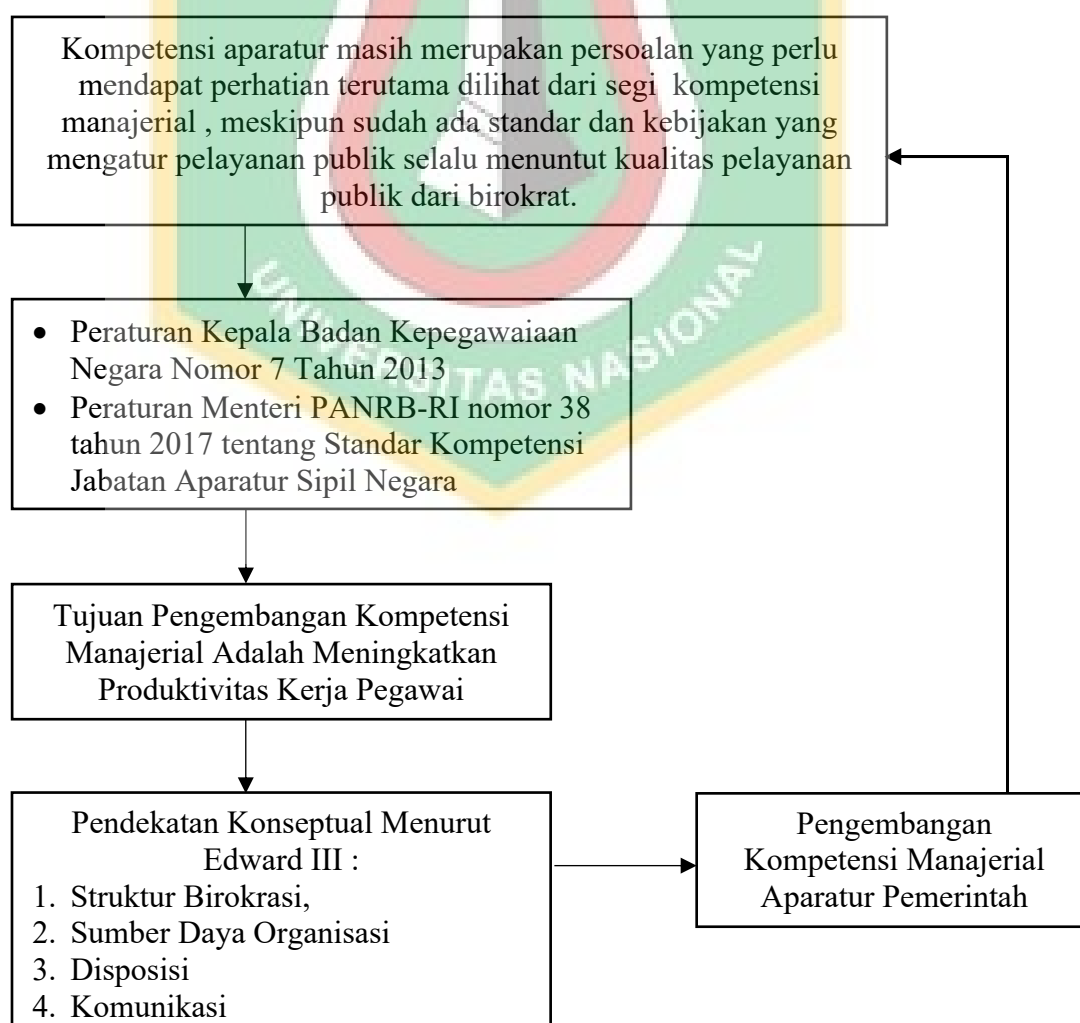 Kompetensi aparatur masih merupakan persoalan yang perlu
mendapat perhatian terutama dilihat dari segi kompetensi
manajerial , meskipun sudah ada standar dan kebijakan yang
mengatur pelayanan publik selalu menuntut kualitas pelayanan
publik dari birokrat.
UNIVERSITAS NASIONAL
• Peraturan Kepala Badan Kepegawaiaan
Negara Nomor 7 Tahun 2013
• Peraturan Menteri PANRB-RI nomor 38
tahun 2017 tentang Standar Kompetensi
Jabatan Aparatur Sipil Negara
Tujuan Pengembangan Kompetensi
Manajerial Adalah Meningkatkan
Produktivitas Kerja Pegawai
Pendekatan Konseptual Menurut
Edward III :
1. Struktur Birokrasi,
2. Sumber Daya Organisasi
3. Disposisi
4. Komunikasi
Pengembangan
Kompetensi Manajerial
Aparatur Pemerintah